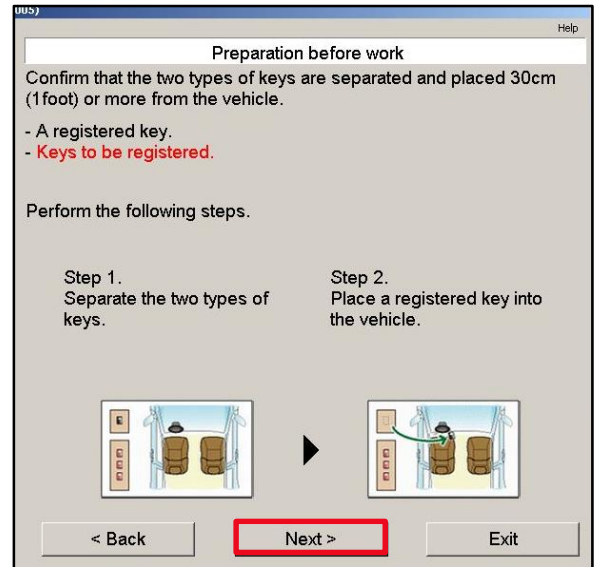 005)
Help
Preparation before work
Confirm that the two types of keys are separated and placed 30cm
(1foot) or more from the vehicle.
- A registered key.
- Keys to be registered.
Perform the following steps.
Step 1.
Separate the two types of
keys.
Step 2.
Place a registered key into
the vehicle.
< Back
Next >
Exit